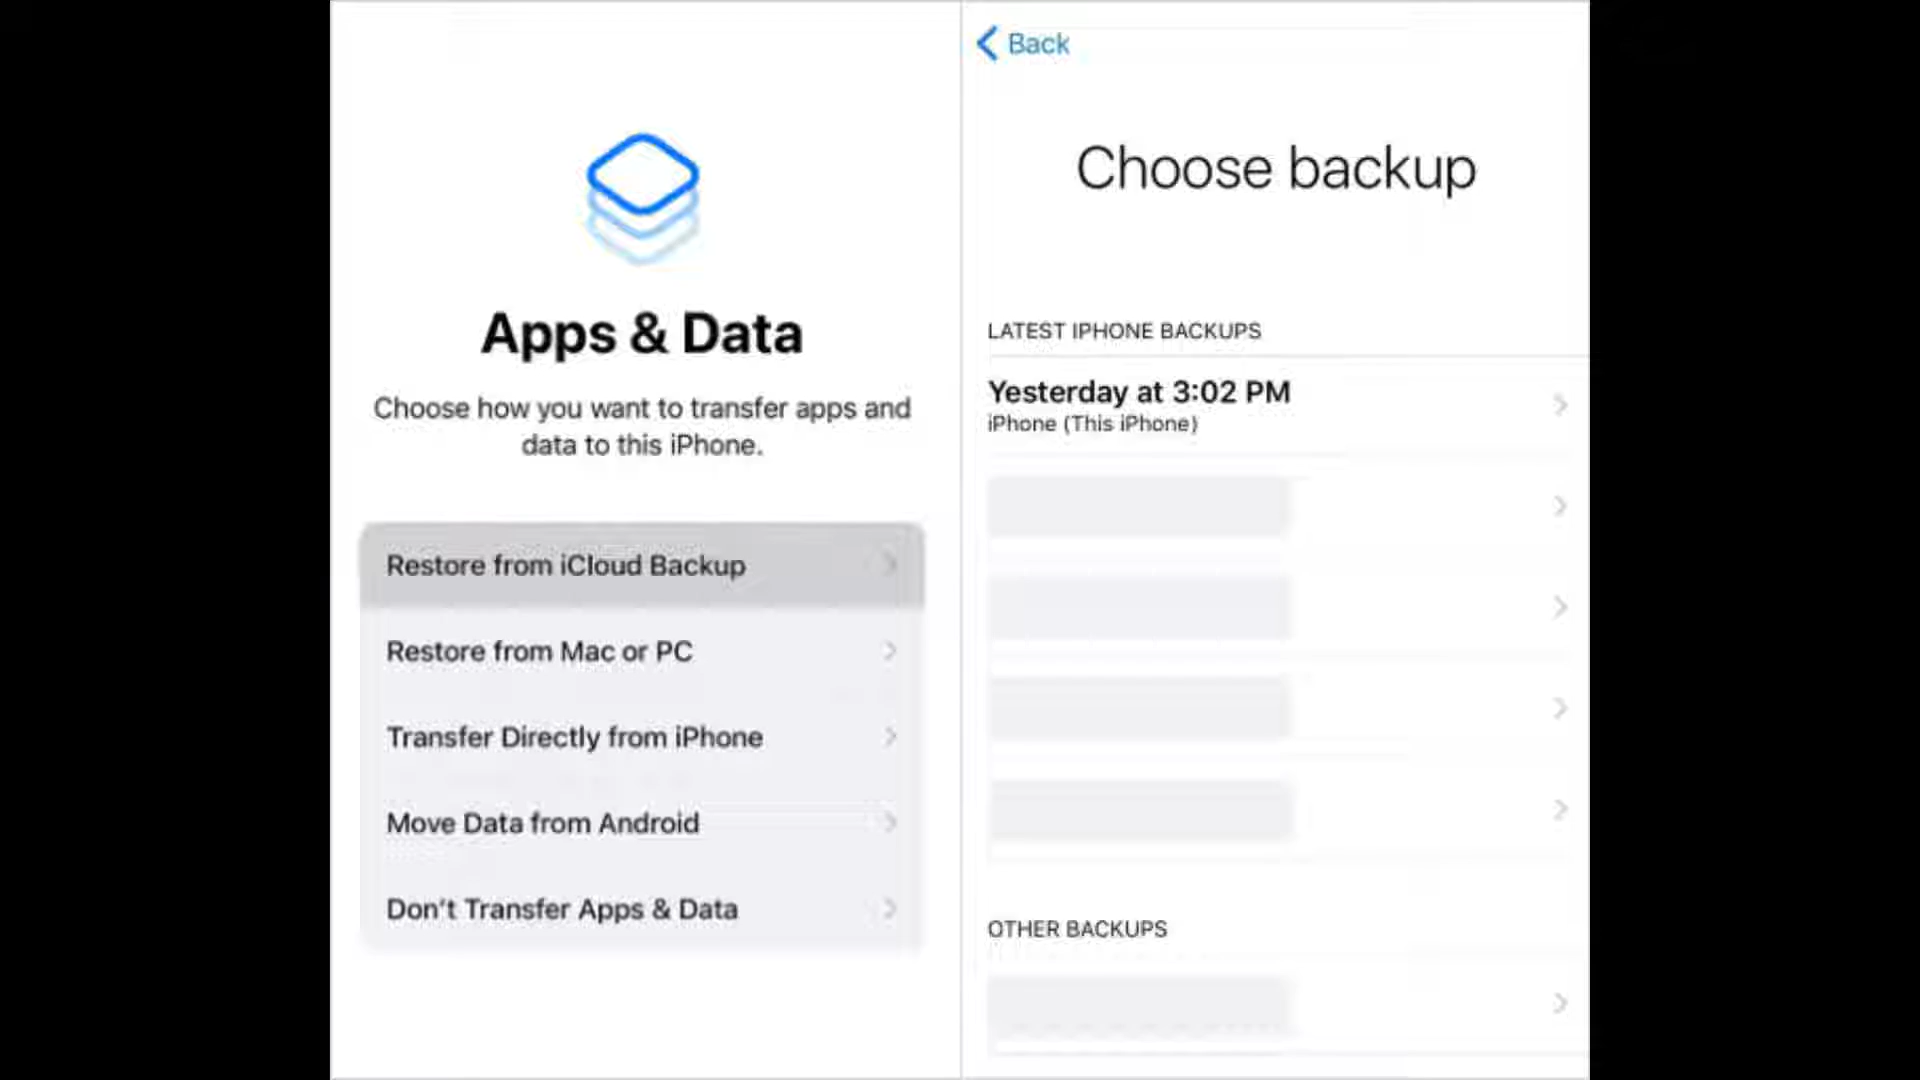 Apps & Data
Choose how you want to transfer apps and
data to this iPhone.
Restore from iCloud Backup
Restore from Mac or PC
Transfer Directly from iPhone
Move Data from Android
Don't Transfer Apps & Data
Back
Choose backup
LATEST IPHONE BACKUPS
Yesterday at 3:02 PM
iPhone (This iPhone)
OTHER BACKUPS